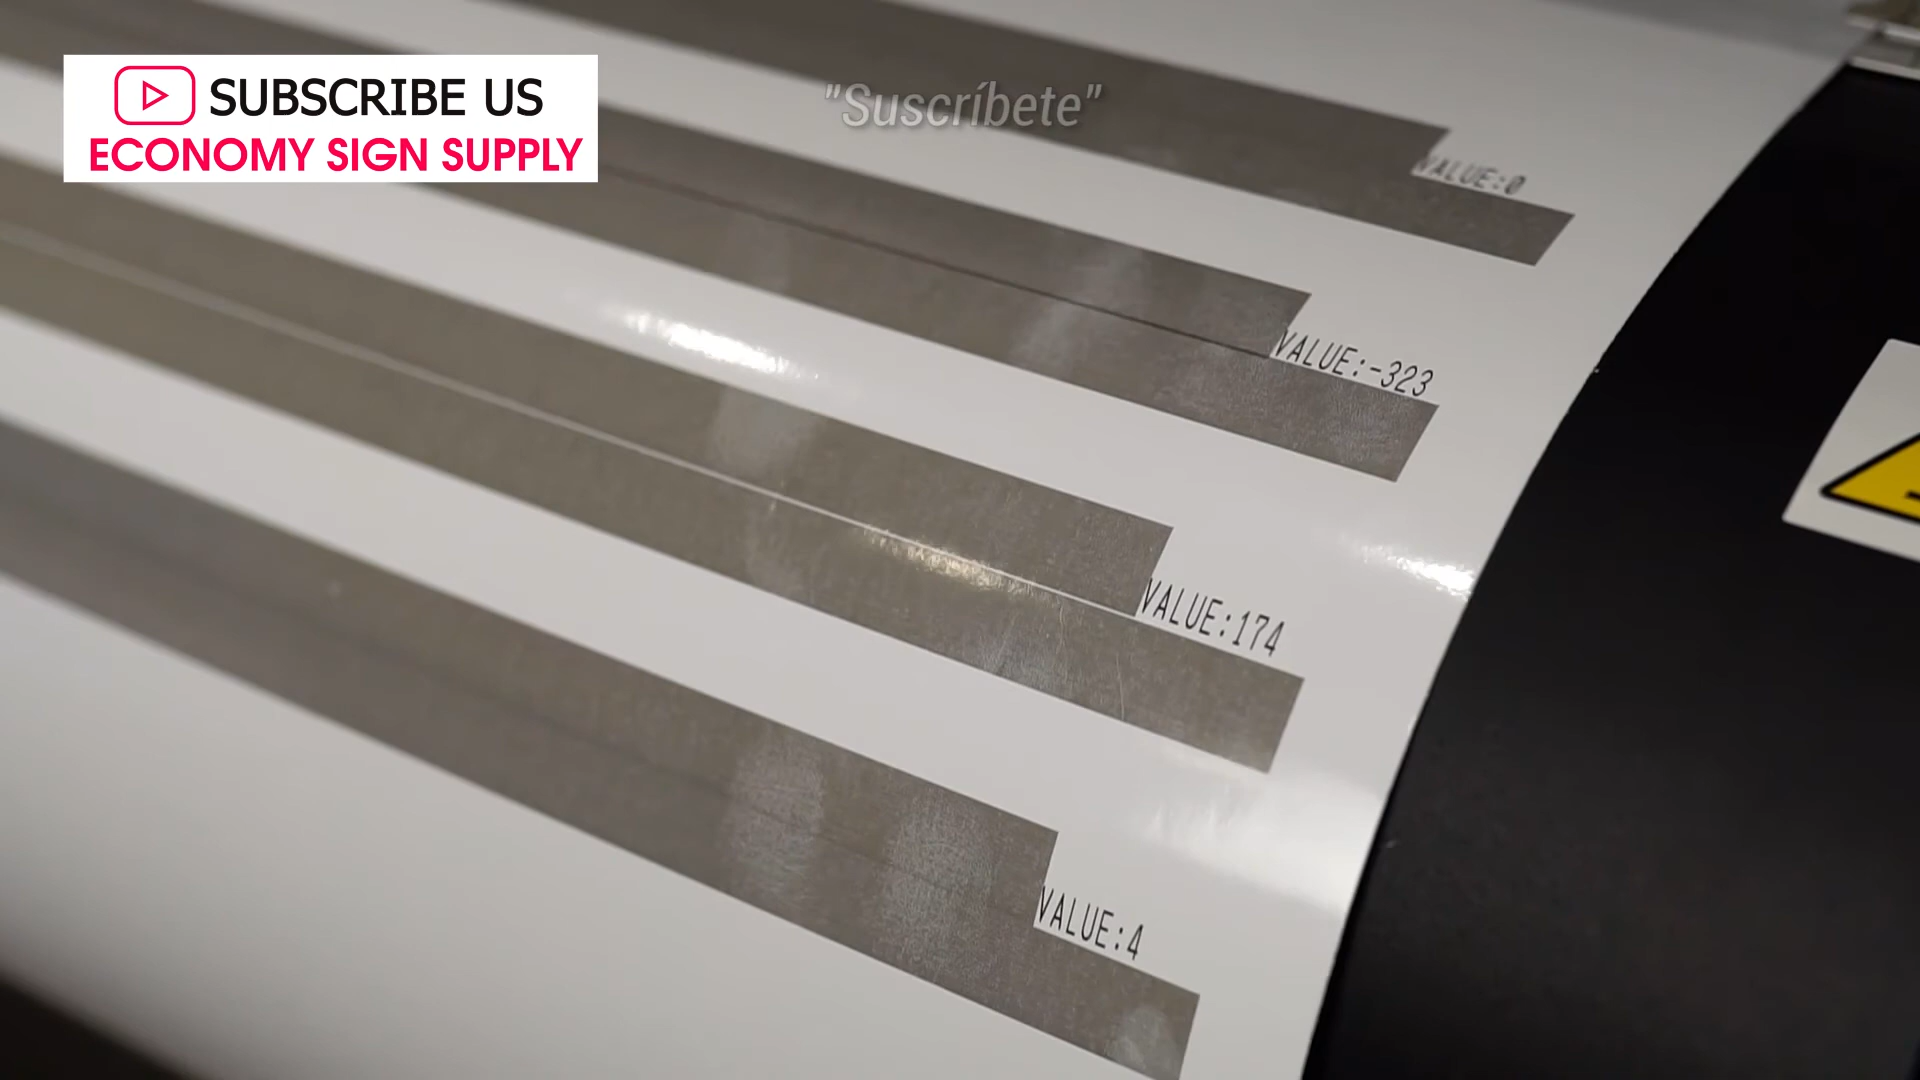 SUBSCRIBE US
ECONOMY SIGN SUPPLY
"Suscríbete"
VALUE:0
VALUE:-323
VALUE:174
VALUE:4